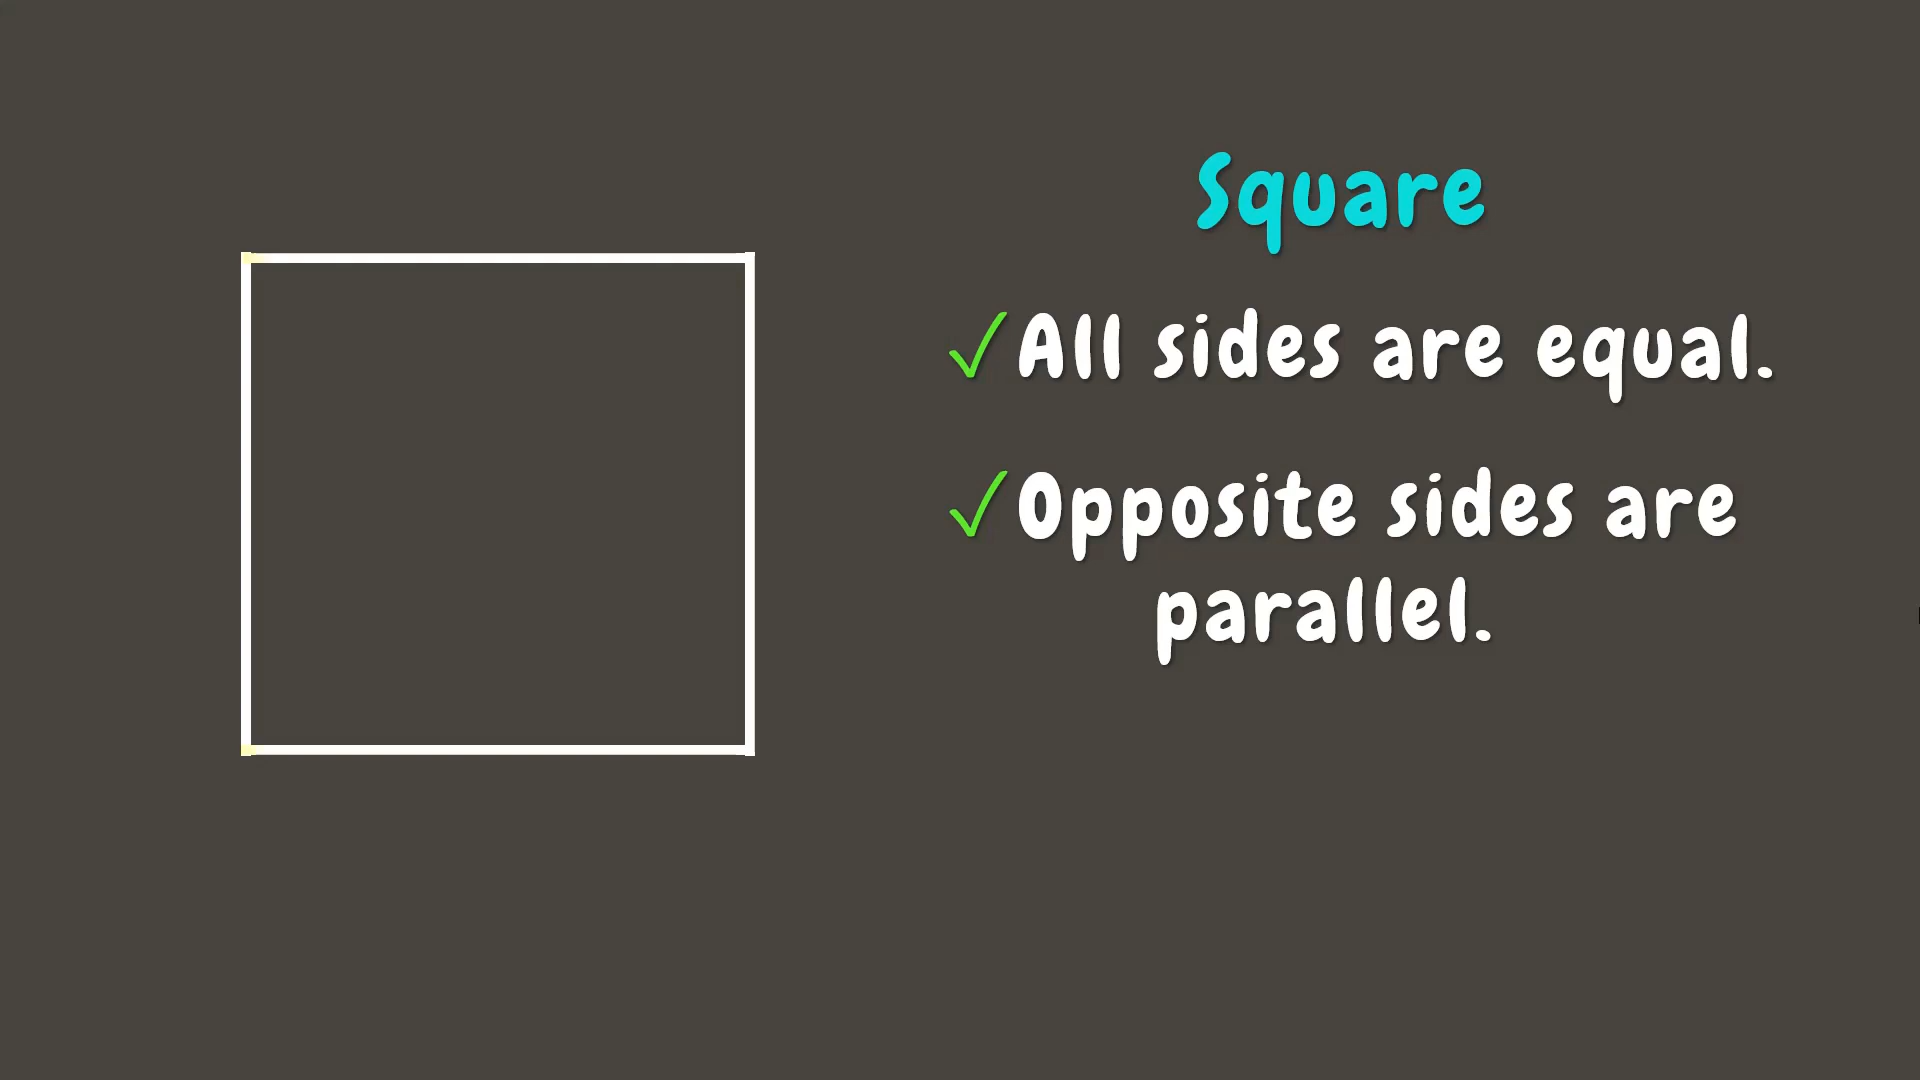 Square
✓All sides are equal.
✓Opposite sides are
parallel.